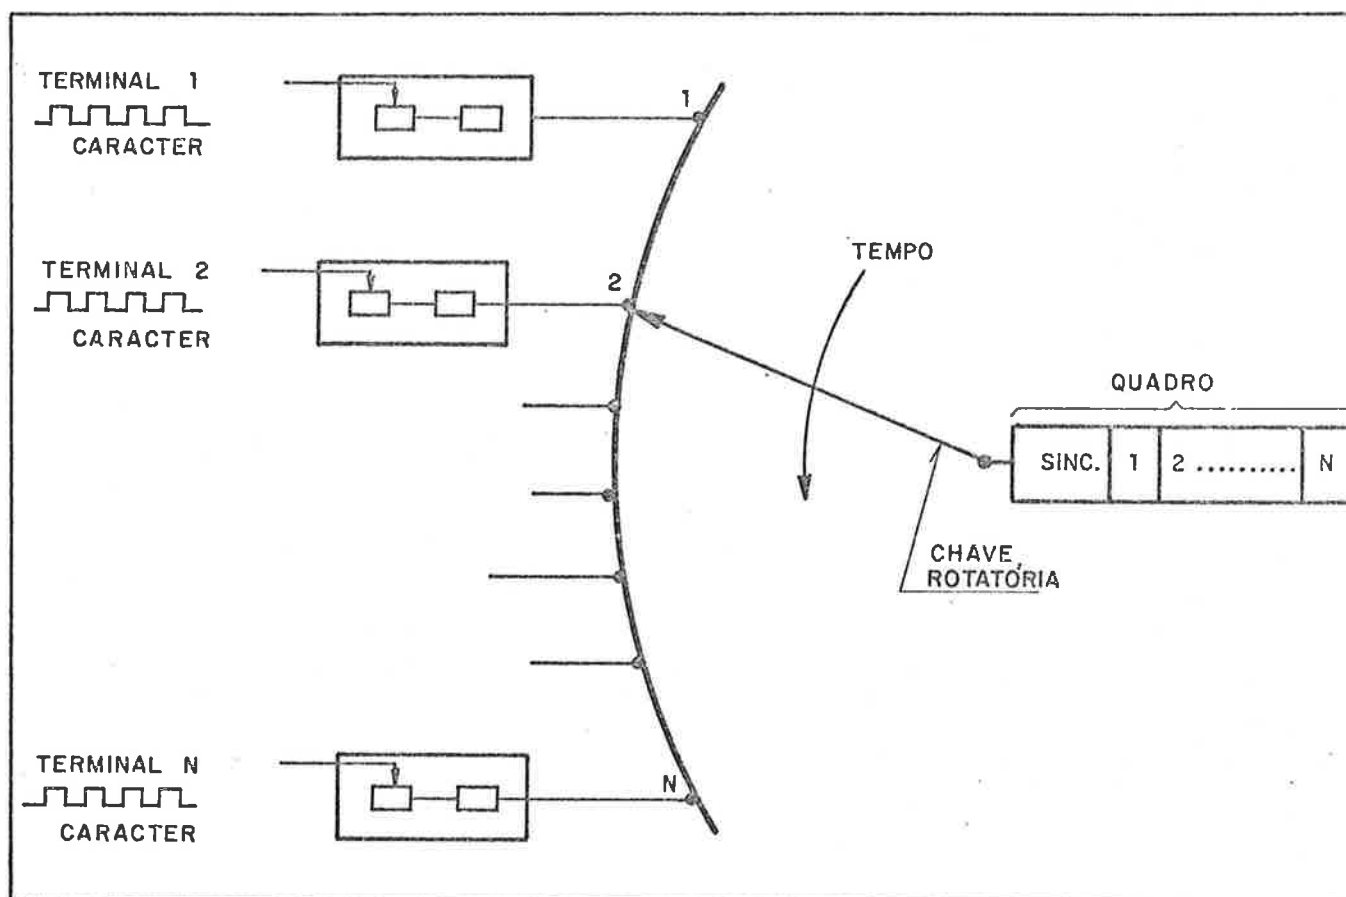 TERMINAL 1
CARACTER
1
TERMINAL 2
CARACTER
2
TEMPO
QUADRO
SINC. 1 2 .......... N
CHAVE
ROTATÓRIA
TERMINAL N
CARACTER
N